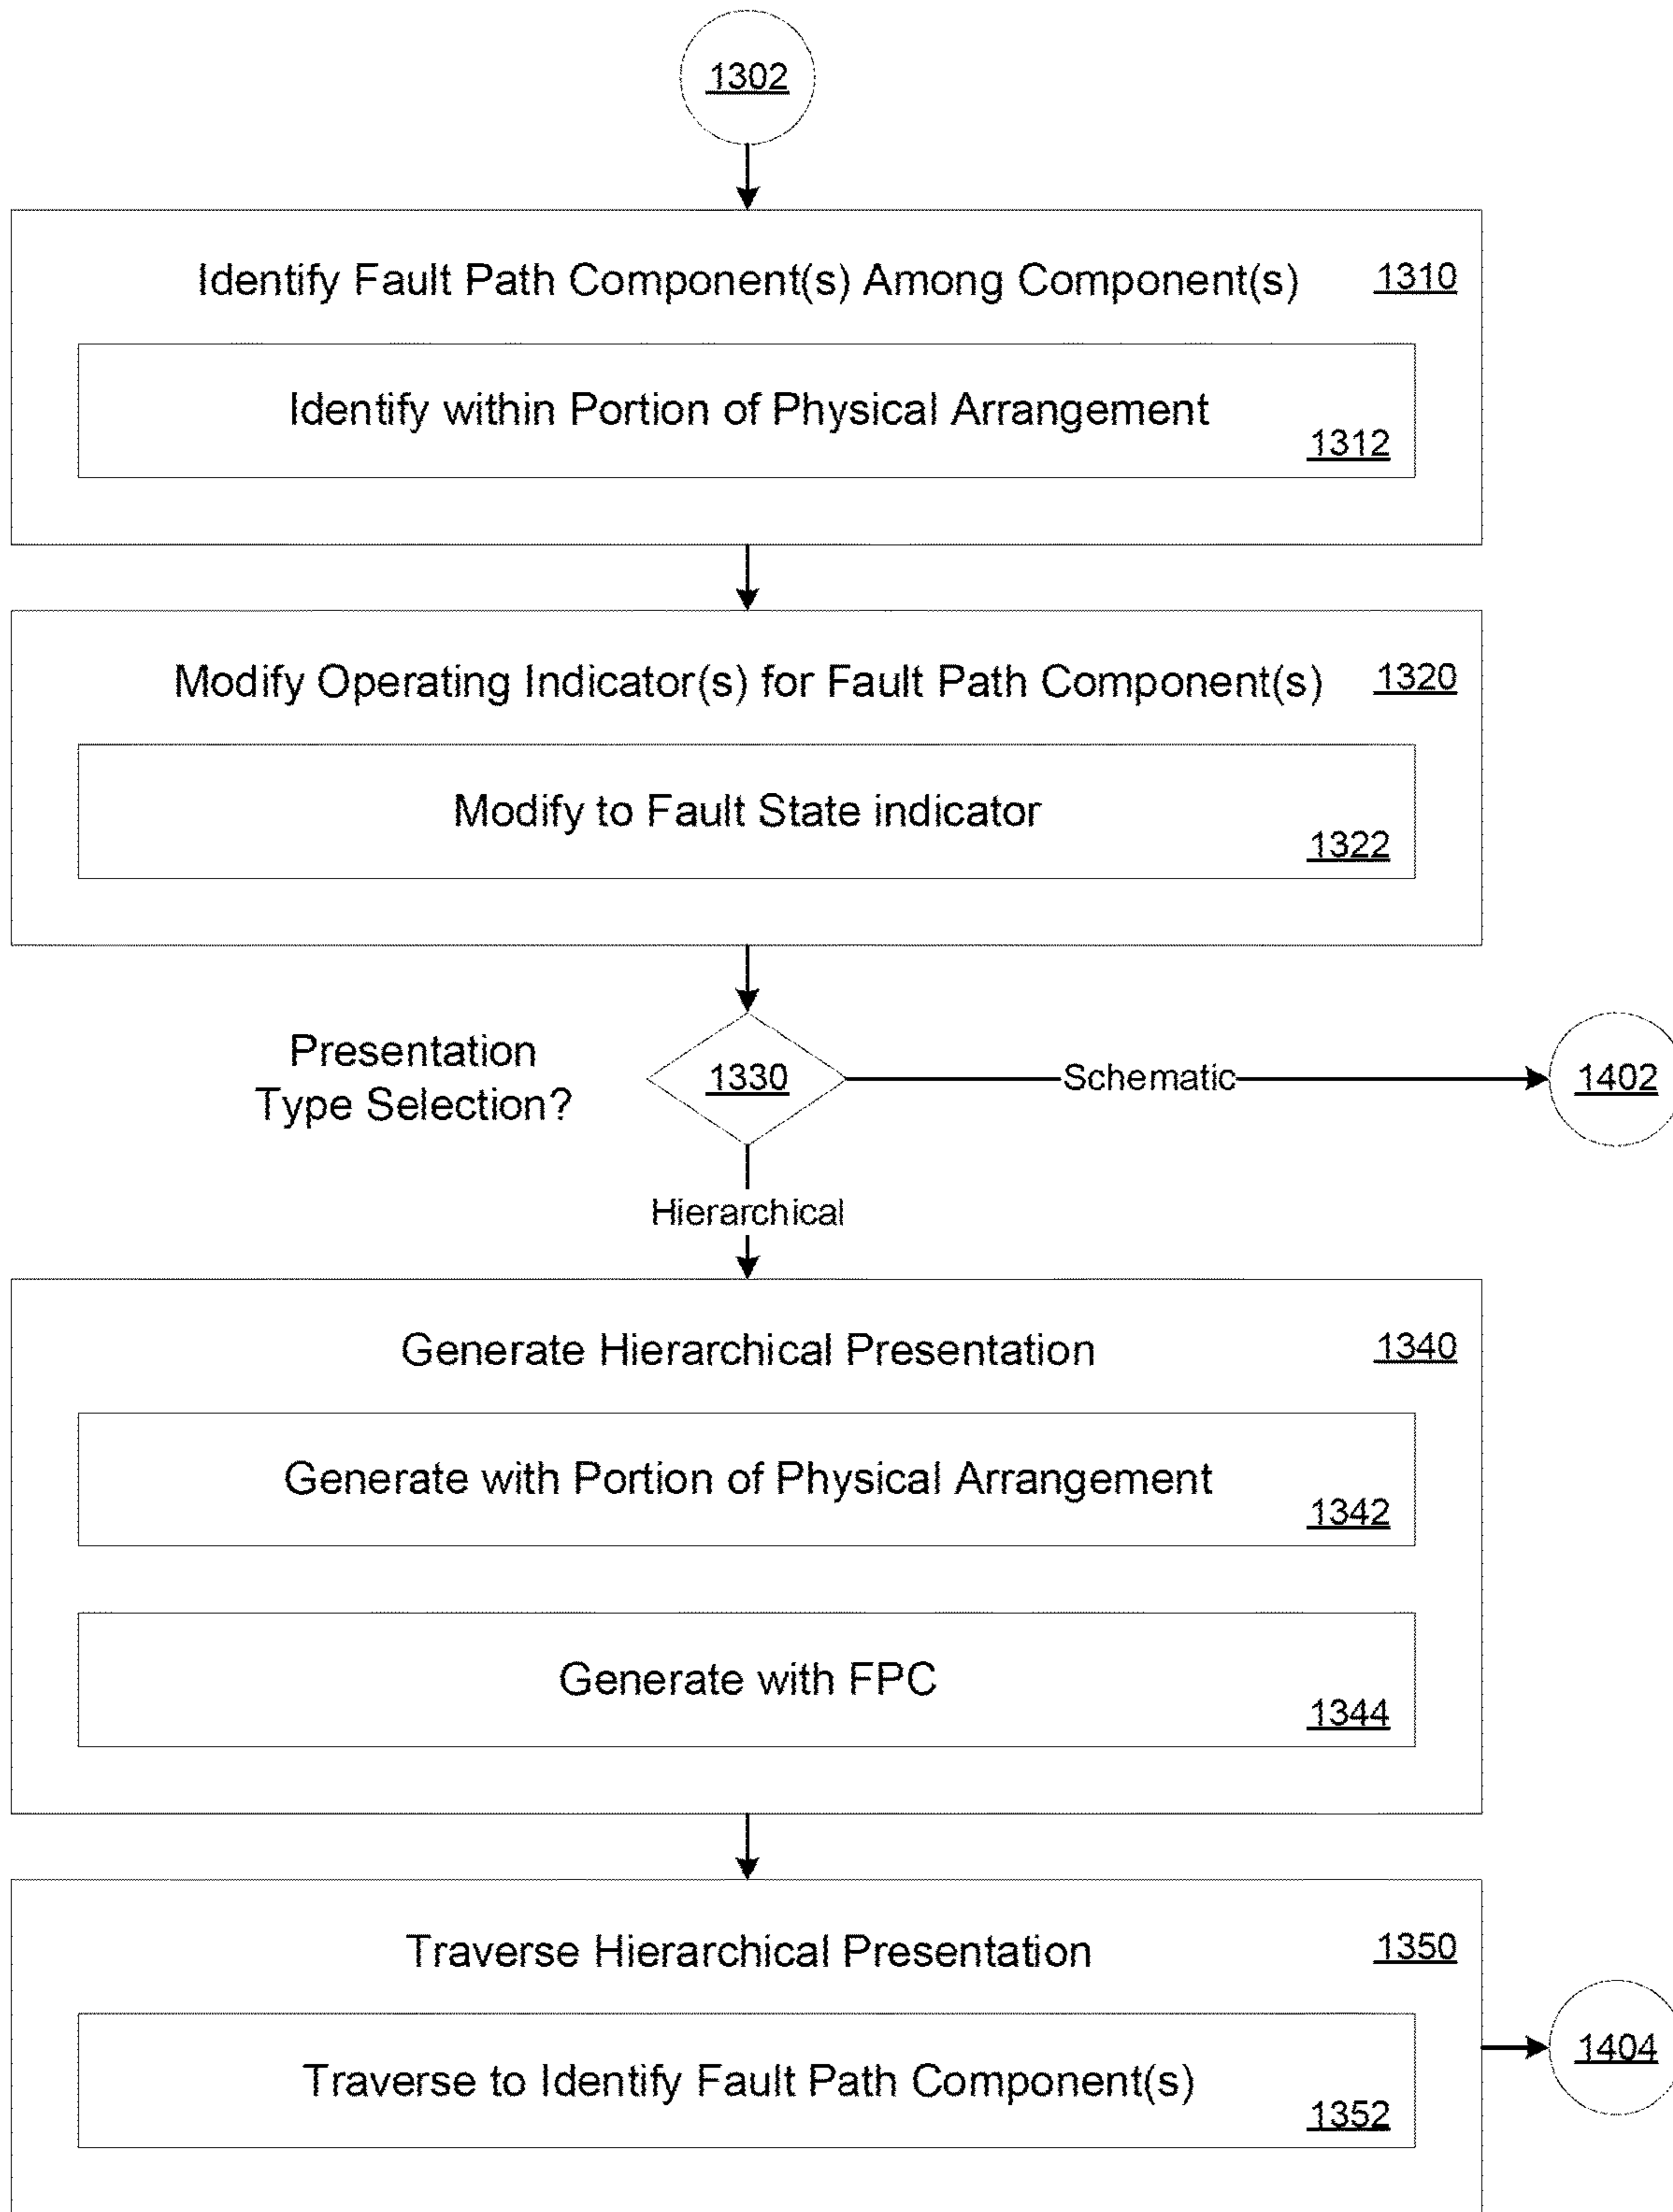 1302
Identify Fault Path Component(s) Among Component(s) 1310
Identify within Portion of Physical Arrangement
1312
Modify Operating Indicator(s) for Fault Path Component(s) 1320
Modify to Fault State indicator
1322
Presentation
Type Selection?
1330
Schematic
1402
Hierarchical
Generate Hierarchical Presentation 1340
Generate with Portion of Physical Arrangement
1342
Generate with FPC
1344
Traverse Hierarchical Presentation 1350
Traverse to Identify Fault Path Component(s)
1352
1404